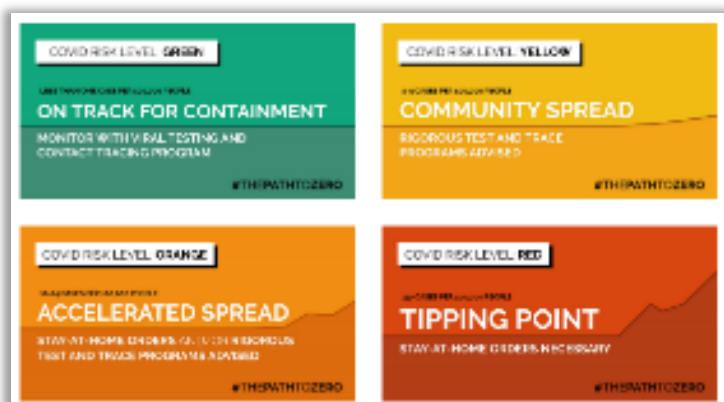 COVID RISK LEVEL GREEN
ON TRACK FOR CONTAINMENT
MONITOR WITH VIRAL TESTING AND
CONTACT TRACING PROGRAM
#THEPATHTOZERO
COVID RISK LEVEL YELLOW
COMMUNITY SPREAD
RIGOROUS TEST AND TRACE
PROGRAMS ADVISED
#THEPATHTOZERO
COVID RISK LEVEL ORANGE
ACCELERATED SPREAD
STAY-AT-HOME ORDERS RIGOROUS
TEST AND TRACE PROGRAMS ADVISED
#THEPATHTOZERO
COVID RISK LEVEL RED
TIPPING POINT
STAY-AT-HOME ORDERS NECESSARY
#THEPATHTOZERO